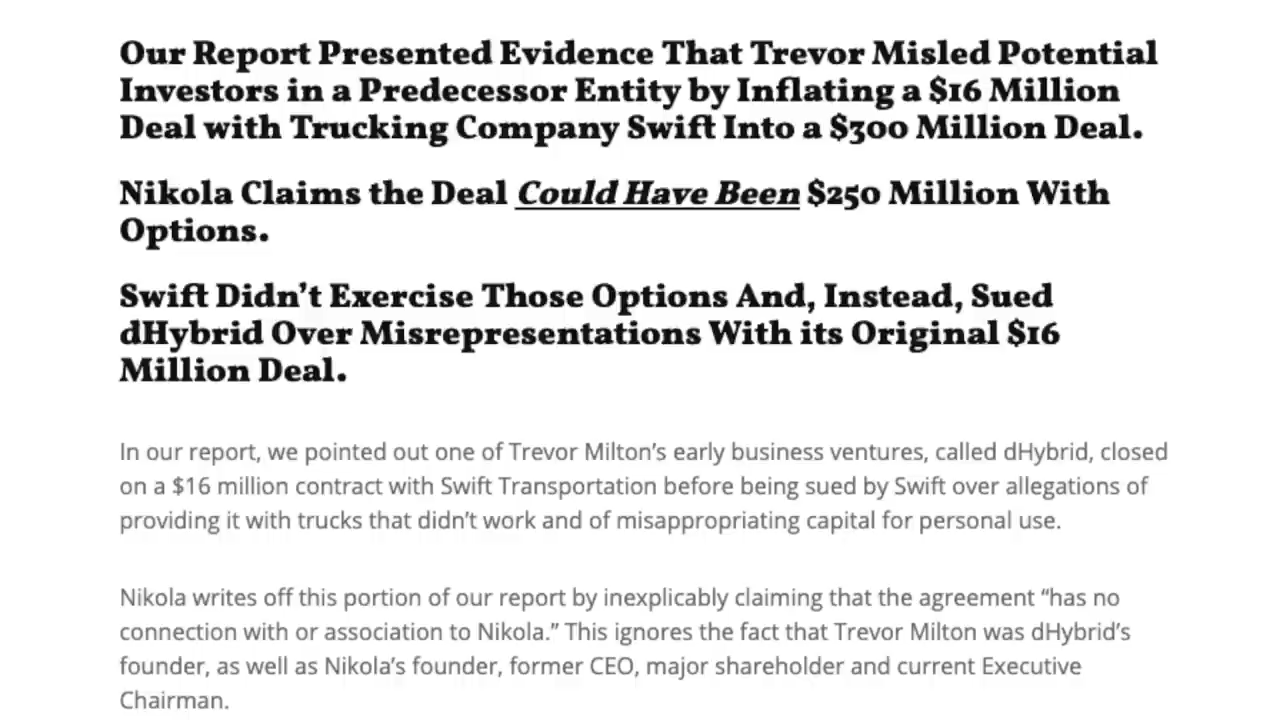 Our Report Presented Evidence That Trevor Misled Potential
Investors in a Predecessor Entity by Inflating a $16 Million
Deal with Trucking Company Swift Into a $300 Million Deal.
Nikola Claims the Deal Could Have Been $250 Million With
Options.
Swift Didn’t Exercise Those Options And, Instead, Sued
dHybrid Over Misrepresentations With its Original $16
Million Deal.
In our report, we pointed out one of Trevor Milton’s early business ventures, called dHybrid, closed
on a $16 million contract with Swift Transportation before being sued by Swift over allegations of
providing it with trucks that didn’t work and of misappropriating capital for personal use.
Nikola writes off this portion of our report by inexplicably claiming that the agreement “has no
connection with or association to Nikola.” This ignores the fact that Trevor Milton was dHybrid’s
founder, as well as Nikola’s founder, former CEO, major shareholder and current Executive
Chairman.